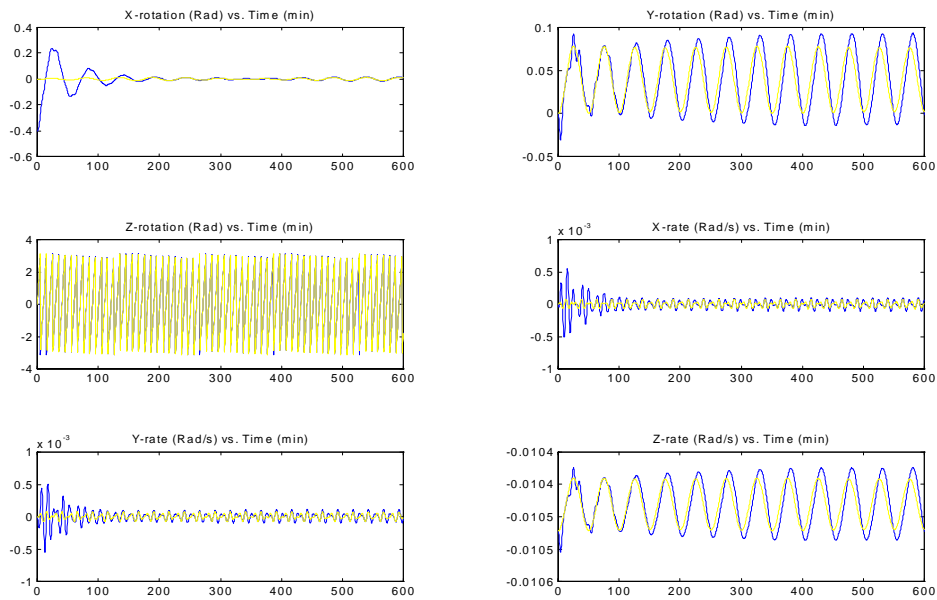 X-rotation (Rad) vs. Time (min)
0.4
0.2
0
-0.2
-0.4
-0.6
0 100 200 300 400 500 600
Y-rotation (Rad) vs. Time (min)
0.1
0.05
0
-0.05
0 100 200 300 400 500 600
Z-rotation (Rad) vs. Time (min)
4
2
0
-2
-4
0 100 200 300 400 500 600
X-rate (Rad/s) vs. Time (min)
x 10-3
1
0.5
0
-0.5
-1
0 100 200 300 400 500 600
Y-rate (Rad/s) vs. Time (min)
x 10-3
1
0.5
0
-0.5
-1
0 100 200 300 400 500 600
Z-rate (Rad/s) vs. Time (min)
-0.0104
-0.0104
-0.0105
-0.0105
-0.0106
0 100 200 300 400 500 600